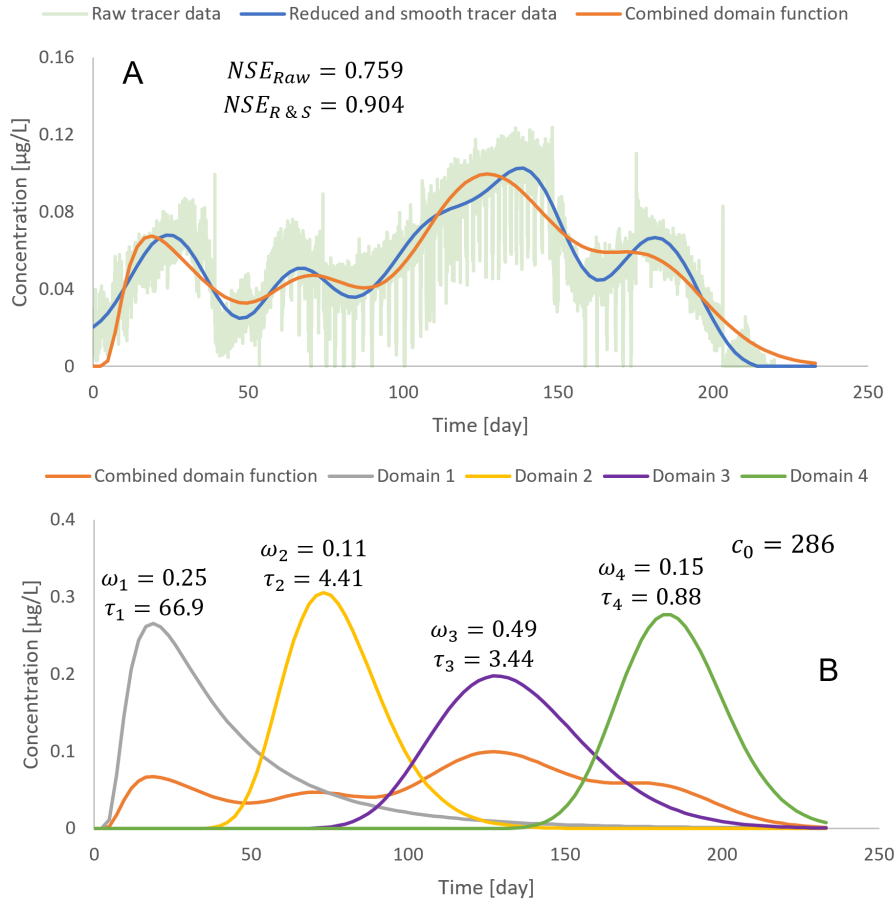 Raw tracer data Reduced and smooth tracer data Combined domain function
0.16
A
NSE_Raw = 0.759
NSE_R & S = 0.904
0.12
0.08
0.04
0
Concentration [µg/L]
0 50 100 150 200 250
Time [day]
Combined domain function Domain 1 Domain 2 Domain 3 Domain 4
0.4
ω₂ = 0.11
τ₂ = 4.41
c₀ = 286
ω₁ = 0.25
τ₁ = 66.9
ω₄ = 0.15
τ₄ = 0.88
0.3
ω₃ = 0.49
τ₃ = 3.44
B
0.2
0.1
0
Concentration [µg/L]
0 50 100 150 200 250
Time [day]